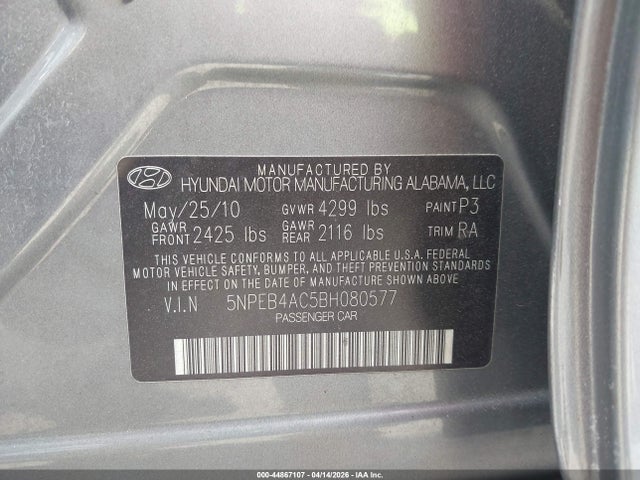 MANUFACTURED BY
HYUNDAI MOTOR MANUFACTURING ALABAMA, LLC
May/25/10 GVWR 4299 lbs PAINT P3
GAWR FRONT 2425 lbs GAWR REAR 2116 lbs TRIM RA
THIS VEHICLE CONFORMS TO ALL APPLICABLE U.S.A. FEDERAL
MOTOR VEHICLE SAFETY, BUMPER, AND THEFT PREVENTION STANDARDS
IN EFFECT ON THE DATE OF MANUFACTURE SHOWN ABOVE.
V.I.N 5NPEB4AC5BH080577
PASSENGER CAR
000-44867107 - 04/14/2026 - www.iaai.com